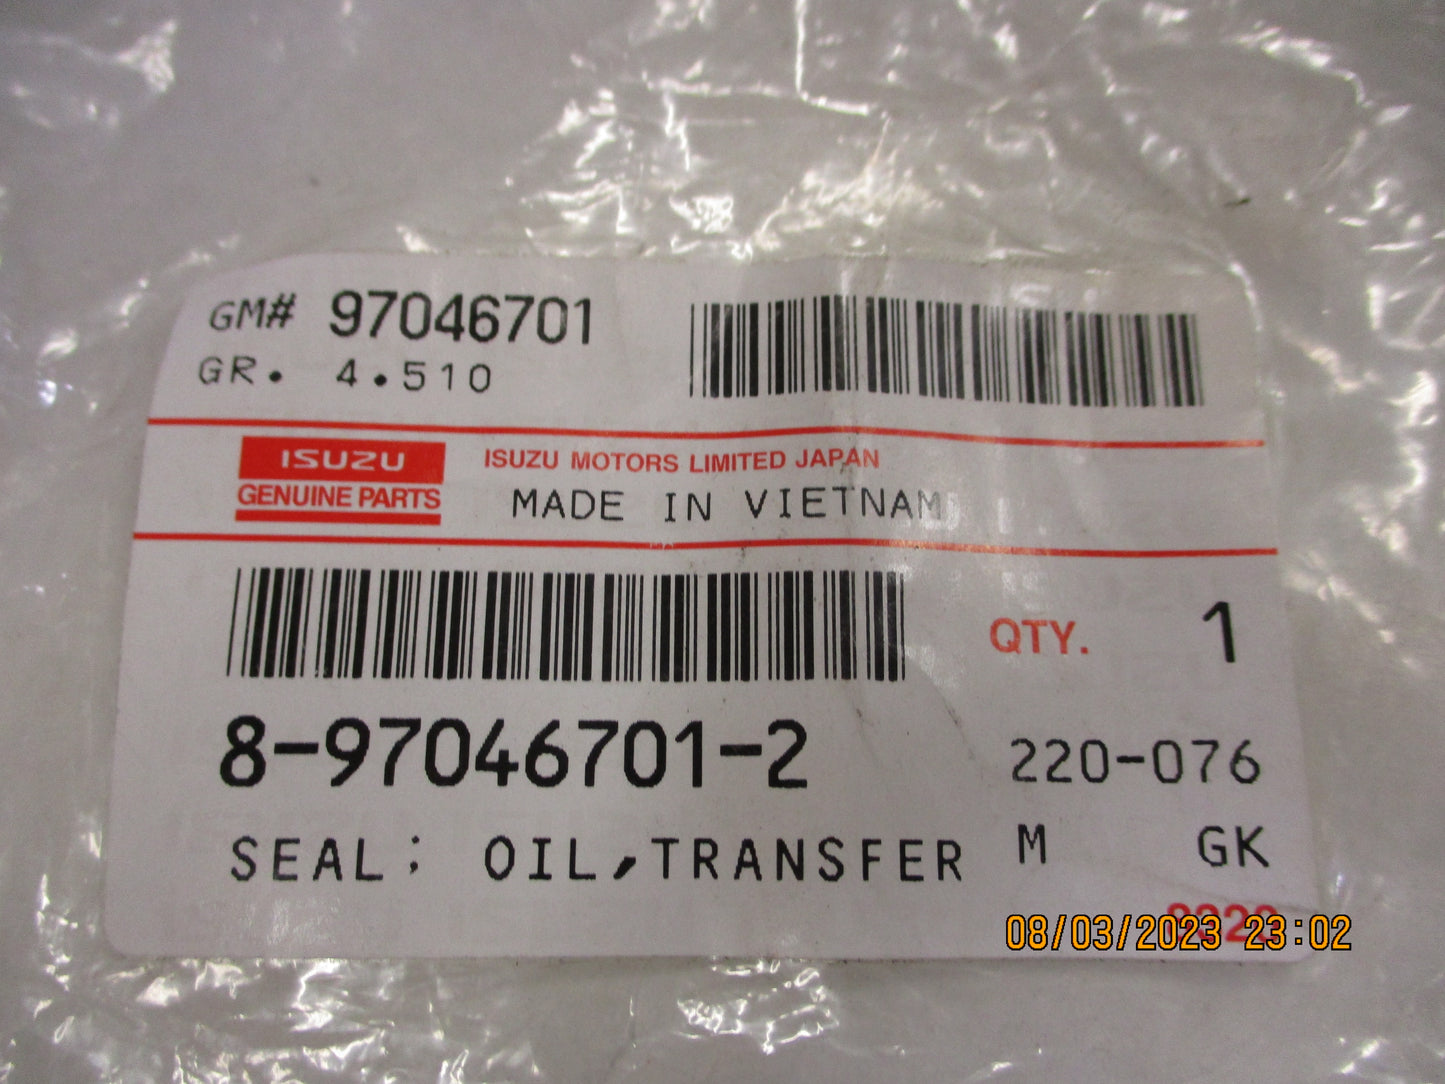 GM# 97046701
GR. 4.510
ISUZU
GENUINE PARTS
ISUZU MOTORS LIMITED JAPAN
MADE IN VIETNAM
QTY. 1
8-97046701-2
220-076
SEAL; OIL,TRANSFER
M GK
08/03/2023 23:02